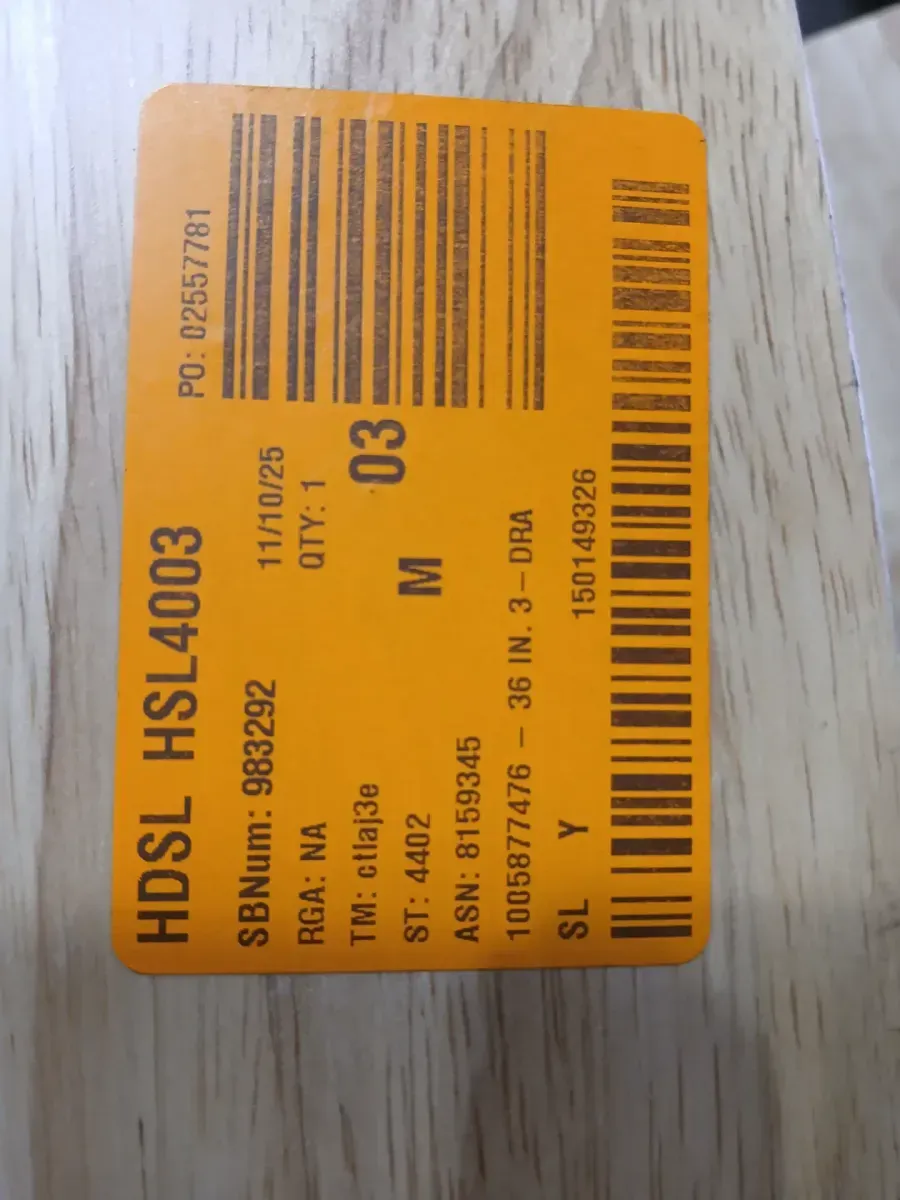 HDSL HSL4003
PO: 02557781
SBNum: 983292
11/10/25
RGA: NA
QTY: 1
TM: ctlaj3e
03
ST: 4402
M
ASN: 8159345
1005877476 - 36 IN. 3-DRA
SL Y
150149326